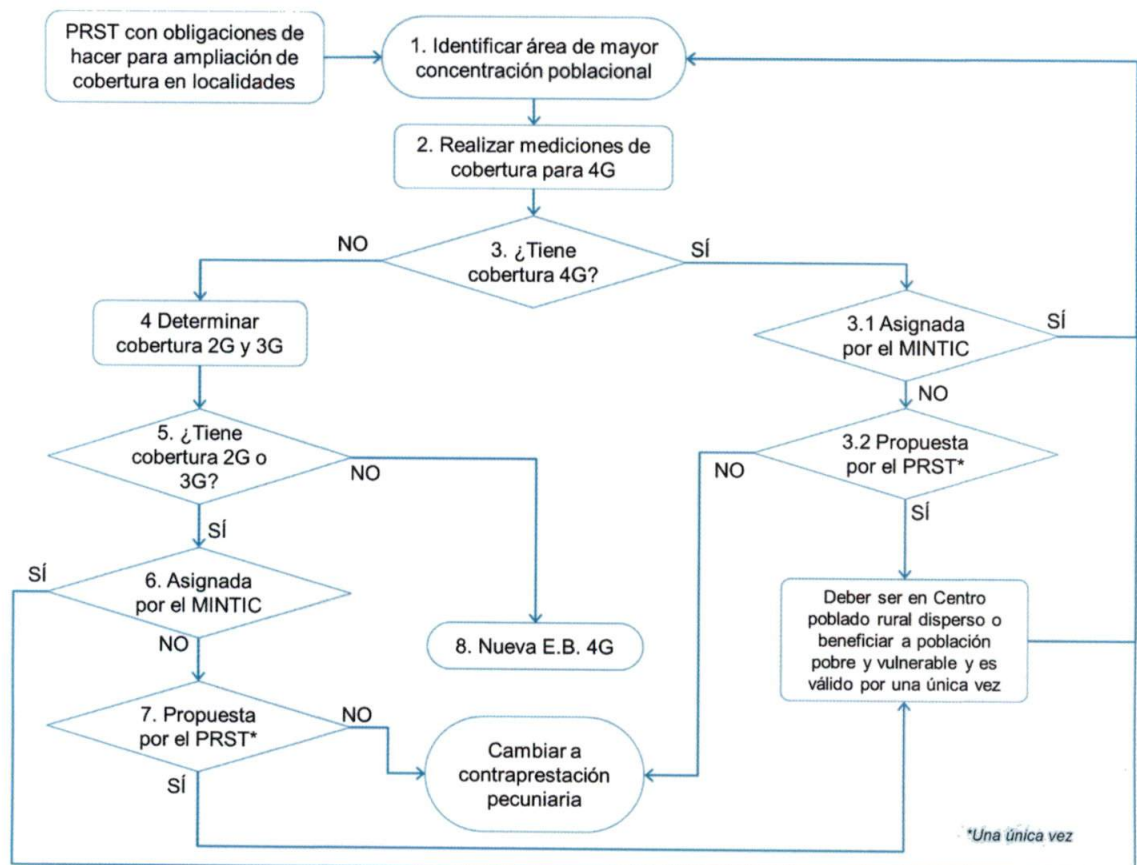 PRST con obligaciones de
hacer para ampliación de
cobertura en localidades
1. Identificar área de mayor
concentración poblacional
2. Realizar mediciones de
cobertura para 4G
3. ¿Tiene
cobertura 4G?
NO
SÍ
4 Determinar
cobertura 2G y 3G
3.1 Asignada
por el MINTIC
SÍ
NO
5. ¿Tiene
cobertura 2G o
3G?
NO
SÍ
3.2 Propuesta
por el PRST*
NO
SÍ
6. Asignada
por el MINTIC
SÍ
NO
8. Nueva E.B. 4G
Deber ser en Centro
poblado rural disperso o
beneficiar a población
pobre y vulnerable y es
válido por una única vez
7. Propuesta
por el PRST*
NO
SÍ
Cambiar a
contraprestación
pecuniaria
*Una única vez